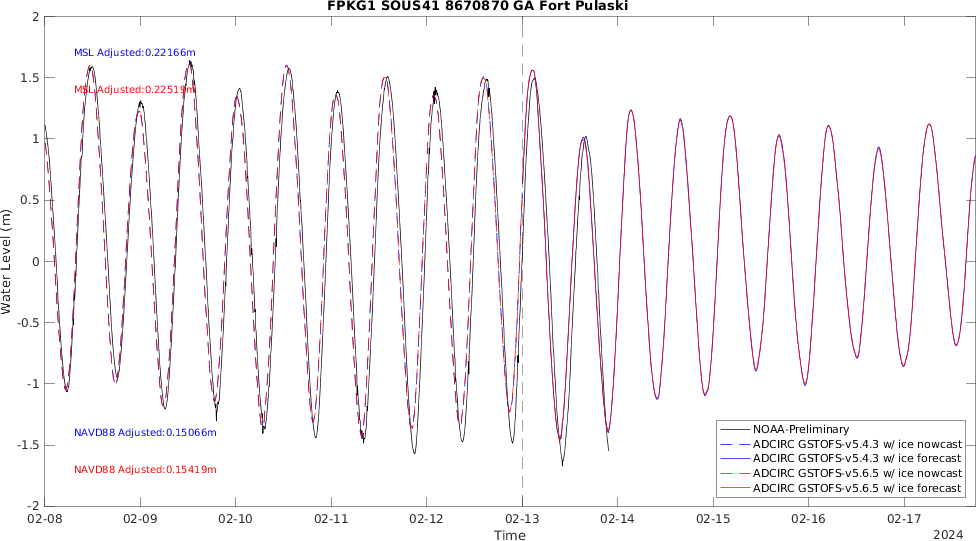 FPKG1 SOUS41 8670870 GA Fort Pulaski
2
1.5
1
0.5
0
-0.5
-1
-1.5
-2
Water Level (m)
MSL Adjusted:0.22166m
MSL Adjusted:0.22519m
NAVD88 Adjusted:0.15066m
NAVD88 Adjusted:0.15419m
NOAA-Preliminary
ADCIRC GSTOFS-v5.4.3 w/ ice nowcast
ADCIRC GSTOFS-v5.4.3 w/ ice forecast
ADCIRC GSTOFS-v5.6.5 w/ ice nowcast
ADCIRC GSTOFS-v5.6.5 w/ ice forecast
02-08 02-09 02-10 02-11 02-12 02-13 02-14 02-15 02-16 02-17
Time
2024